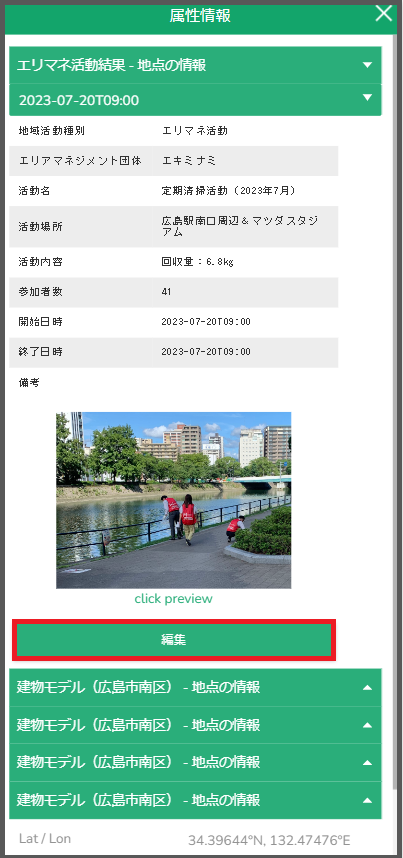 属性情報
エリマネ活動結果 - 地点の情報
2023-07-20T09:00
地域活動種別 エリマネ活動
エリアマネジメント団体 エキミナミ
活動名 定期清掃活動（2023年7月）
活動場所 広島駅南口周辺＆マツダスタジ
アム
活動内容 回収量：6.8kg
参加者数 41
開始日時 2023-07-20T09:00
終了日時 2023-07-20T09:00
備考
click preview
編集
建物モデル（広島市南区） - 地点の情報
建物モデル（広島市南区） - 地点の情報
建物モデル（広島市南区） - 地点の情報
建物モデル（広島市南区） - 地点の情報
Lat / Lon 34.39644°N, 132.47476°E